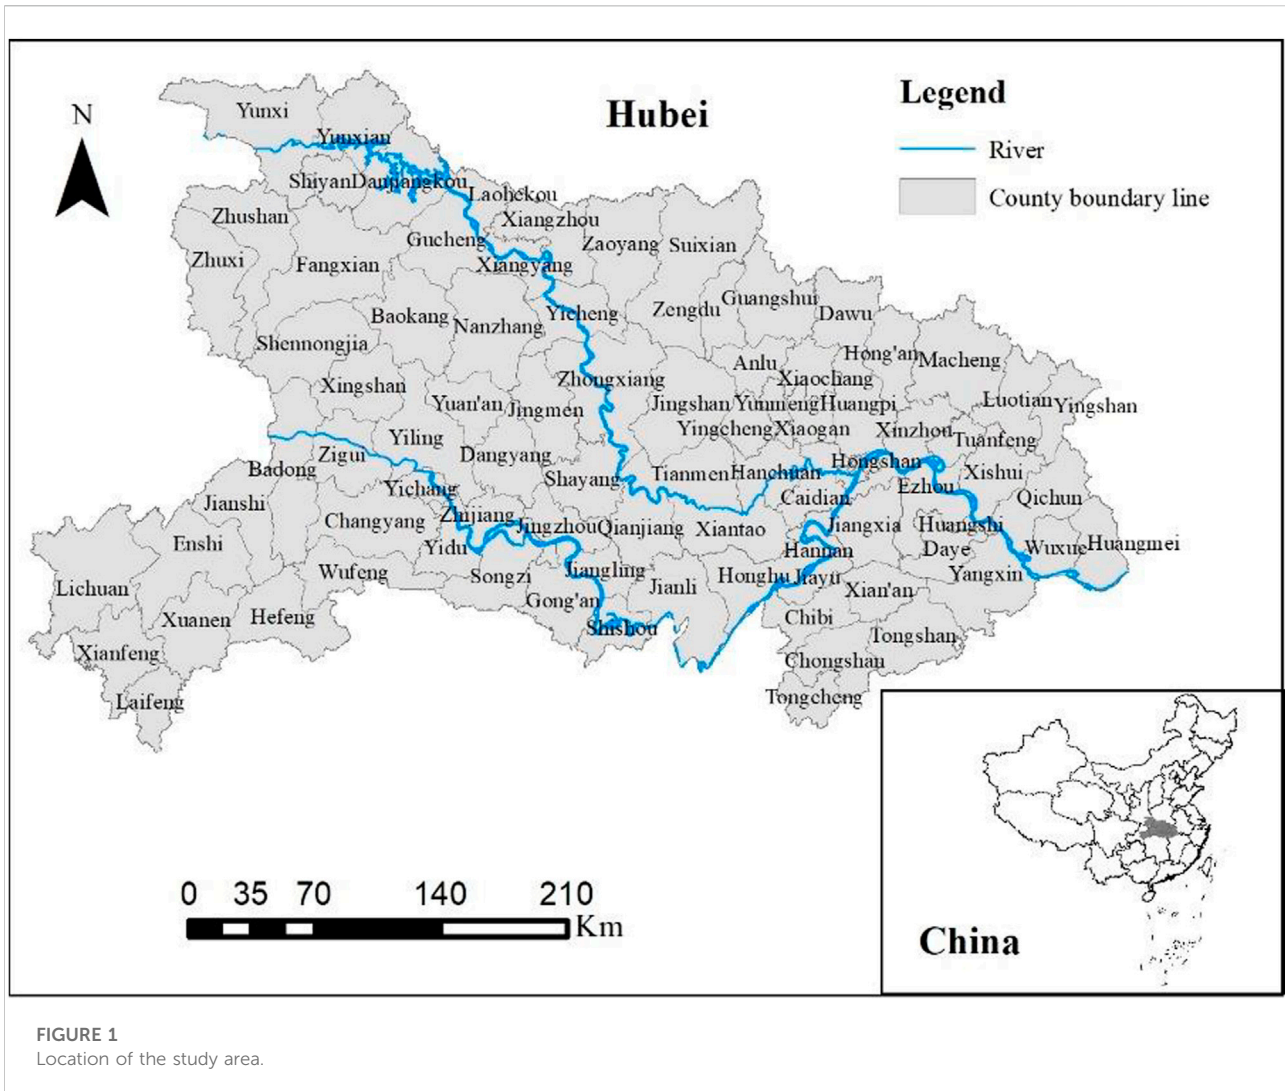 N
Hubei
Legend
River
County boundary line
Yunxi
Yunxian
Shiyan
Danjiangkou
Laohekou
Zhushan
Xiangzhou
Gucheng
Zaoyang
Suixian
Zhuxi
Fangxian
Xiangyang
Baokang
Nanzhang
Yicheng
Zengdu
Guangshui
Dawu
Shennongjia
Hong'an
Macheng
Anlu
Xiaochang
Xingshan
Zhongxiang
Yuan'an
Jingmen
Jingshan
Yunmeng
Huangpi
Luotian
Yingshan
Yiling
Yingcheng
Xiaogan
Xinzhou
Tuanfeng
Zigui
Dangyang
Badong
Shayang
Tianmen
Hanchuan
Hongshan
Xishui
Yichang
Caidian
Ezhou
Qichun
Jianshi
Changyang
Zhijiang
Jingzhou
Qianjiang
Xiantao
Jiangxia
Huangshi
Enshi
Yidu
Hannan
Daye
Wuxue
Huangmei
Lichuan
Wufeng
Songzi
Jiangling
Jianli
Honghu
Jiayu
Xian'an
Yangxin
Xuanen
Hefeng
Gong'an
Shishou
Chibi
Tongshan
Xianfeng
Chongshan
Laifeng
Tongcheng
0 35 70 140 210
Km
China
FIGURE 1
Location of the study area.